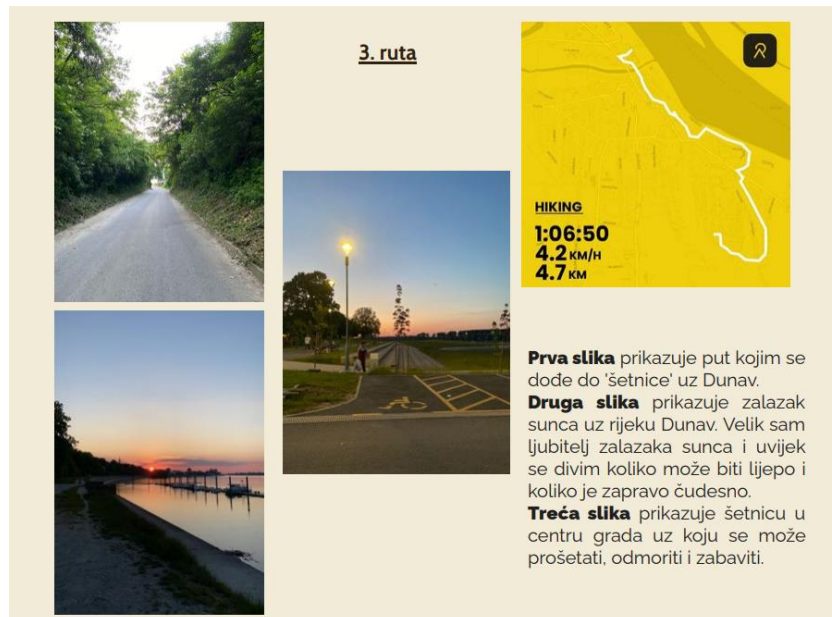 3. ruta
HIKING
1:06:50
4.2 KM/H
4.7 KM
Prva slika prikazuje put kojim se
dođe do 'šetnice' uz Dunav.
Druga slika prikazuje zalazak
sunca uz rijeku Dunav. Velik sam
ljubitelj zalazaka sunca i uvijek
se divim koliko može biti lijepo i
koliko je zapravo čudesno.
Treća slika prikazuje šetnicu u
centru grada uz koju se može
prošetati, odmoriti i zabaviti.